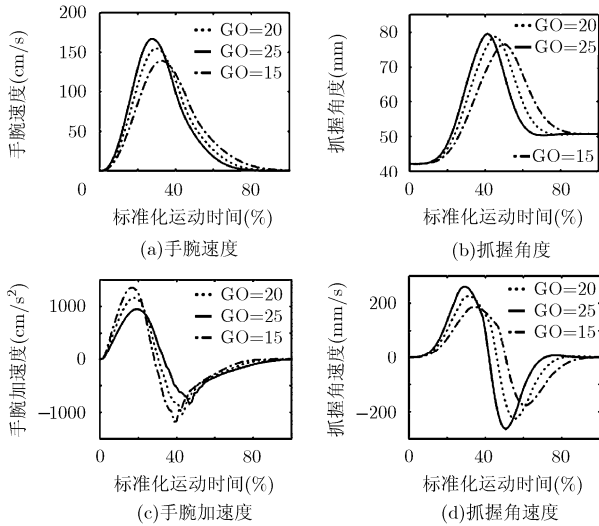 200
150
100
50
0
40
80
手腕速度(cm/s)
GO=20
GO=25
GO=15
标准化运动时间(%)
(a)手腕速度
80
70
60
50
40
0
40
80
抓握角度(mm)
GO=20
GO=25
GO=15
标准化运动时间(%)
(b)抓握角度
1000
0
−1000
0
40
80
手腕加速度(cm/s²)
GO=20
GO=25
GO=15
标准化运动时间(%)
(c)手腕加速度
200
0
−200
0
40
80
抓握角速度(mm/s)
GO=20
GO=25
GO=15
标准化运动时间(%)
(d)抓握角速度